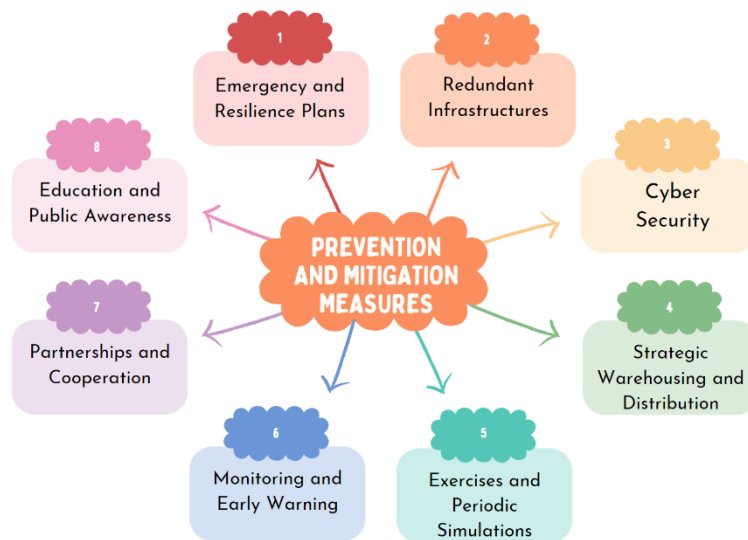 1
Emergency and
Resilience Plans
2
Redundant
Infrastructures
3
Cyber
Security
4
Strategic
Warehousing and
Distribution
5
Exercises and
Periodic
Simulations
6
Monitoring and
Early Warning
7
Partnerships and
Cooperation
8
Education and
Public Awareness
PREVENTION
AND MITIGATION
MEASURES